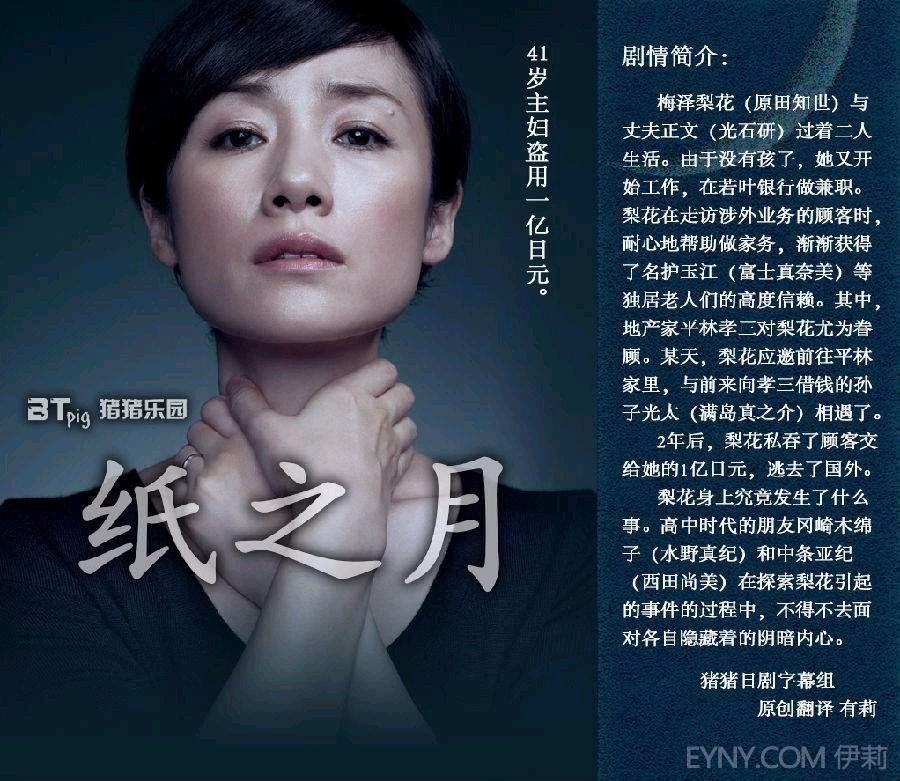 41岁主妇盗用一亿日元。
BTpig 猪猪乐园
纸之月
剧情简介:
梅泽梨花（原田知世）与
丈夫正文（光石研）过着二人
生活。由于没有孩子，她又开
始工作，在若叶银行做兼职。
梨花在走访涉外业务的顾客时，
耐心地帮助做家务，渐渐获得
了名护玉江（富士真奈美）等
独居老人们的高度信赖。其中，
地产家平林孝三对梨花尤为眷
顾。某天，梨花应邀前往平林
家里，与前来向孝三借钱的孙
子光太（满岛真之介）相遇了。
2年后，梨花私吞了顾客交
给她的1亿日元，逃去了国外。
梨花身上究竟发生了什么
事。高中时代的朋友冈崎木绵
子（水野真纪）和中条亚纪
（西田尚美）在探索梨花引起
的事件的过程中，不得不去面
对各自隐藏着的阴暗内心。
猪猪日剧字幕组
原创翻译 有莉
EYNY.COM 伊莉